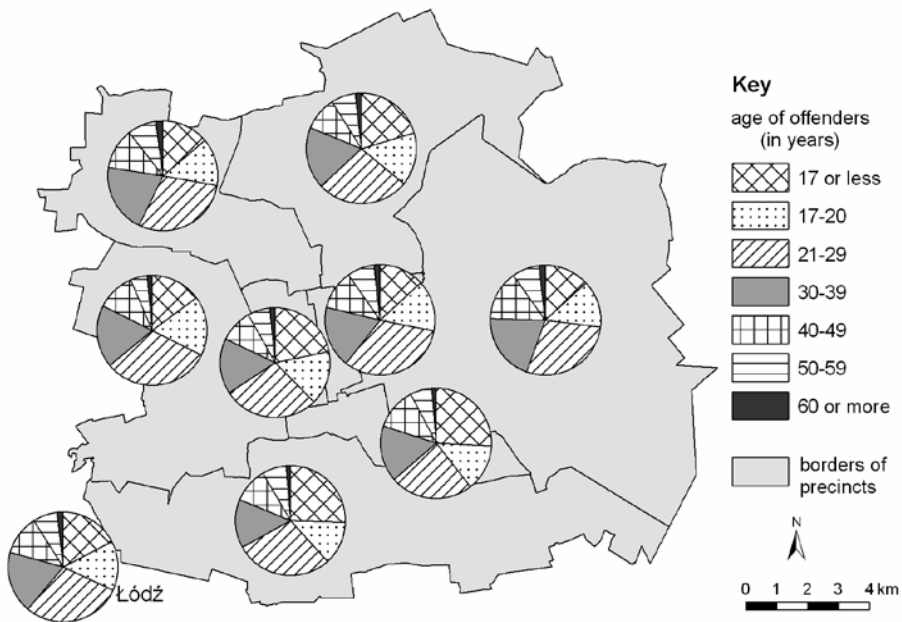 Key
age of offenders
(in years)
17 or less
17-20
21-29
30-39
40-49
50-59
60 or more
borders of
precincts
N
0 1 2 3 4 km
Łódź